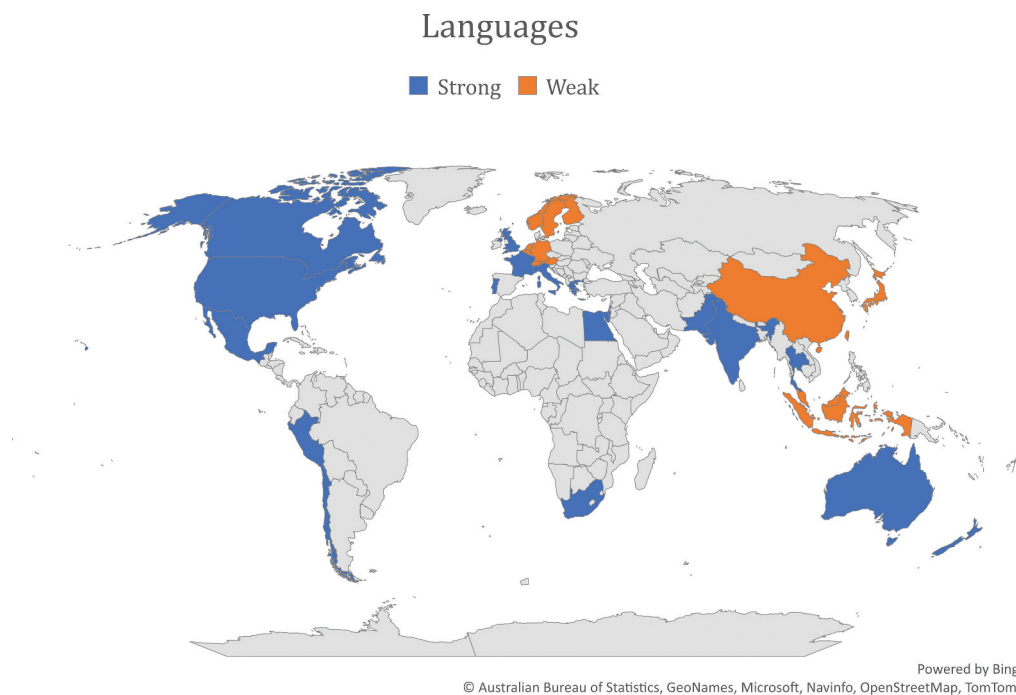 Languages
Strong Weak
Powered by Bing
© Australian Bureau of Statistics, GeoNames, Microsoft, Navinfo, OpenStreetMap, TomTom